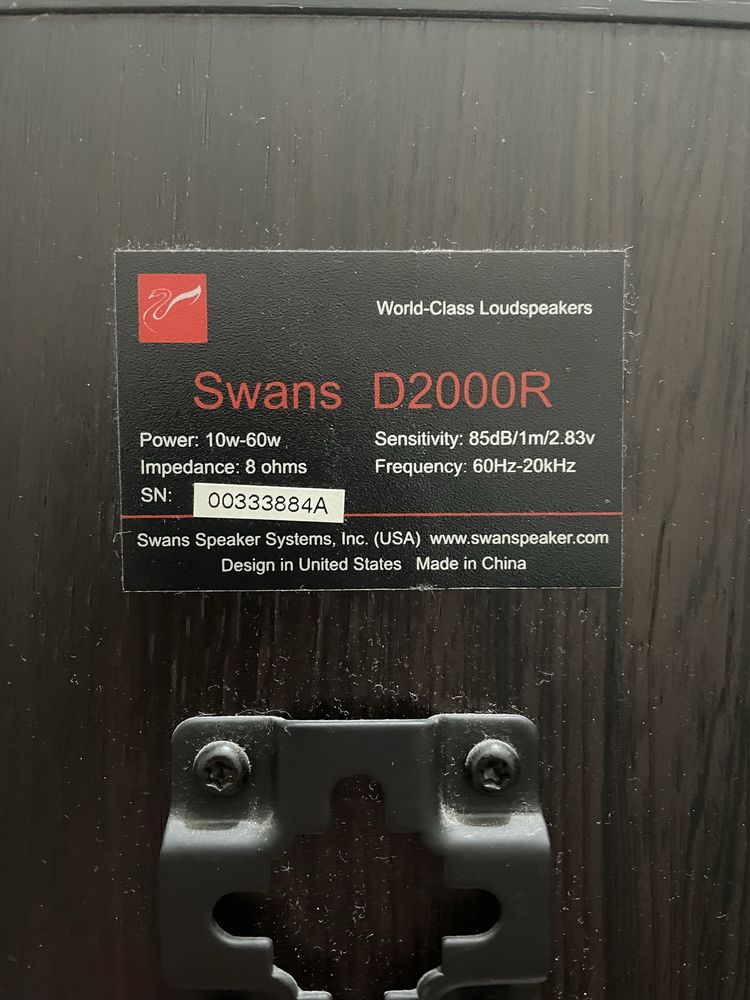 World-Class Loudspeakers
Swans D2000R
Power: 10w-60w Sensitivity: 85dB/1m/2.83v
Impedance: 8 ohms Frequency: 60Hz-20kHz
SN: 00333884A
Swans Speaker Systems, Inc. (USA) www.swanspeaker.com
Design in United States Made in China